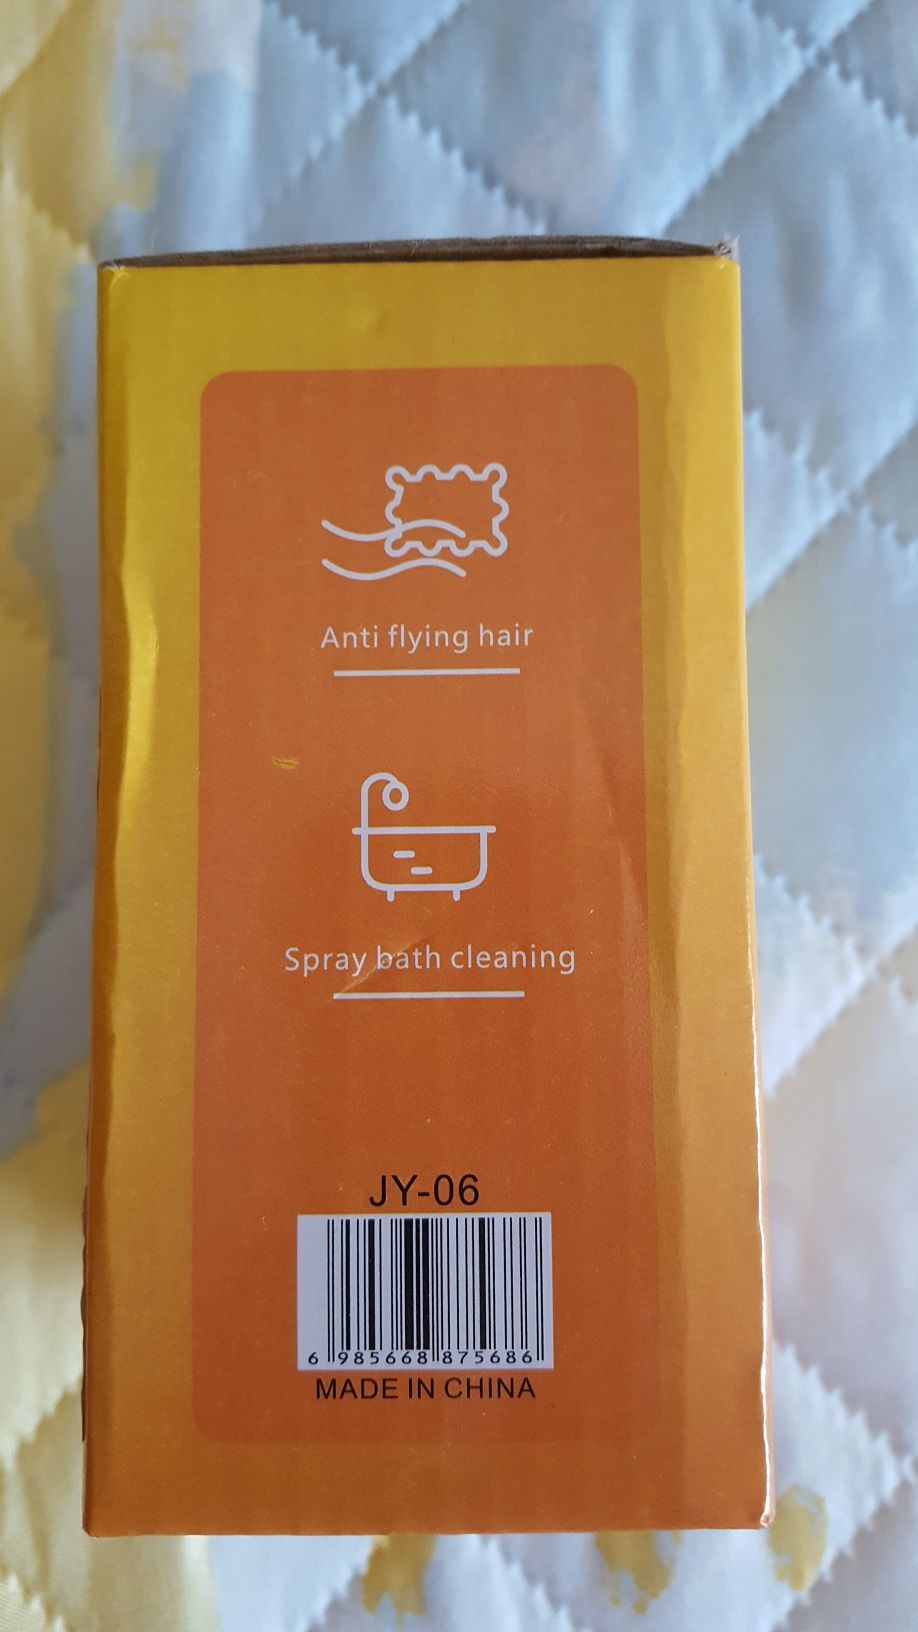 Anti flying hair
Spray bath cleaning
JY-06
6 985668 875686
MADE IN CHINA